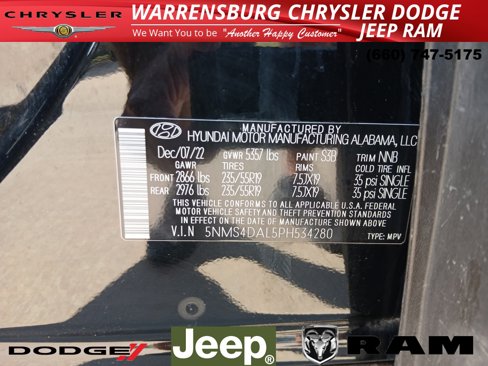 CHRYSLER
WARRENSBURG CHRYSLER DODGE
JEEP RAM
We Want You to be "Another Happy Customer"
(660) 747-5175
MANUFACTURED BY
HYUNDAI MOTOR MANUFACTURING ALABAMA, LLC
Dec/07/22 GVWR 5357 lbs PAINT S3B TRIM NNB
GAWR TIRES RIMS COLD TIRE INFL
FRONT 2866 lbs 235/55R19 7.5JX19 35 psi SINGLE
REAR 2976 lbs 235/55R19 7.5JX19 35 psi SINGLE
THIS VEHICLE CONFORMS TO ALL APPLICABLE U.S.A. FEDERAL
MOTOR VEHICLE SAFETY AND THEFT PREVENTION STANDARDS IN
EFFECT ON THE DATE OF MANUFACTURE SHOWN ABOVE.
V.I.N 5NMS4DAL5PH534280 TYPE: MPV
DODGE Jeep RAM